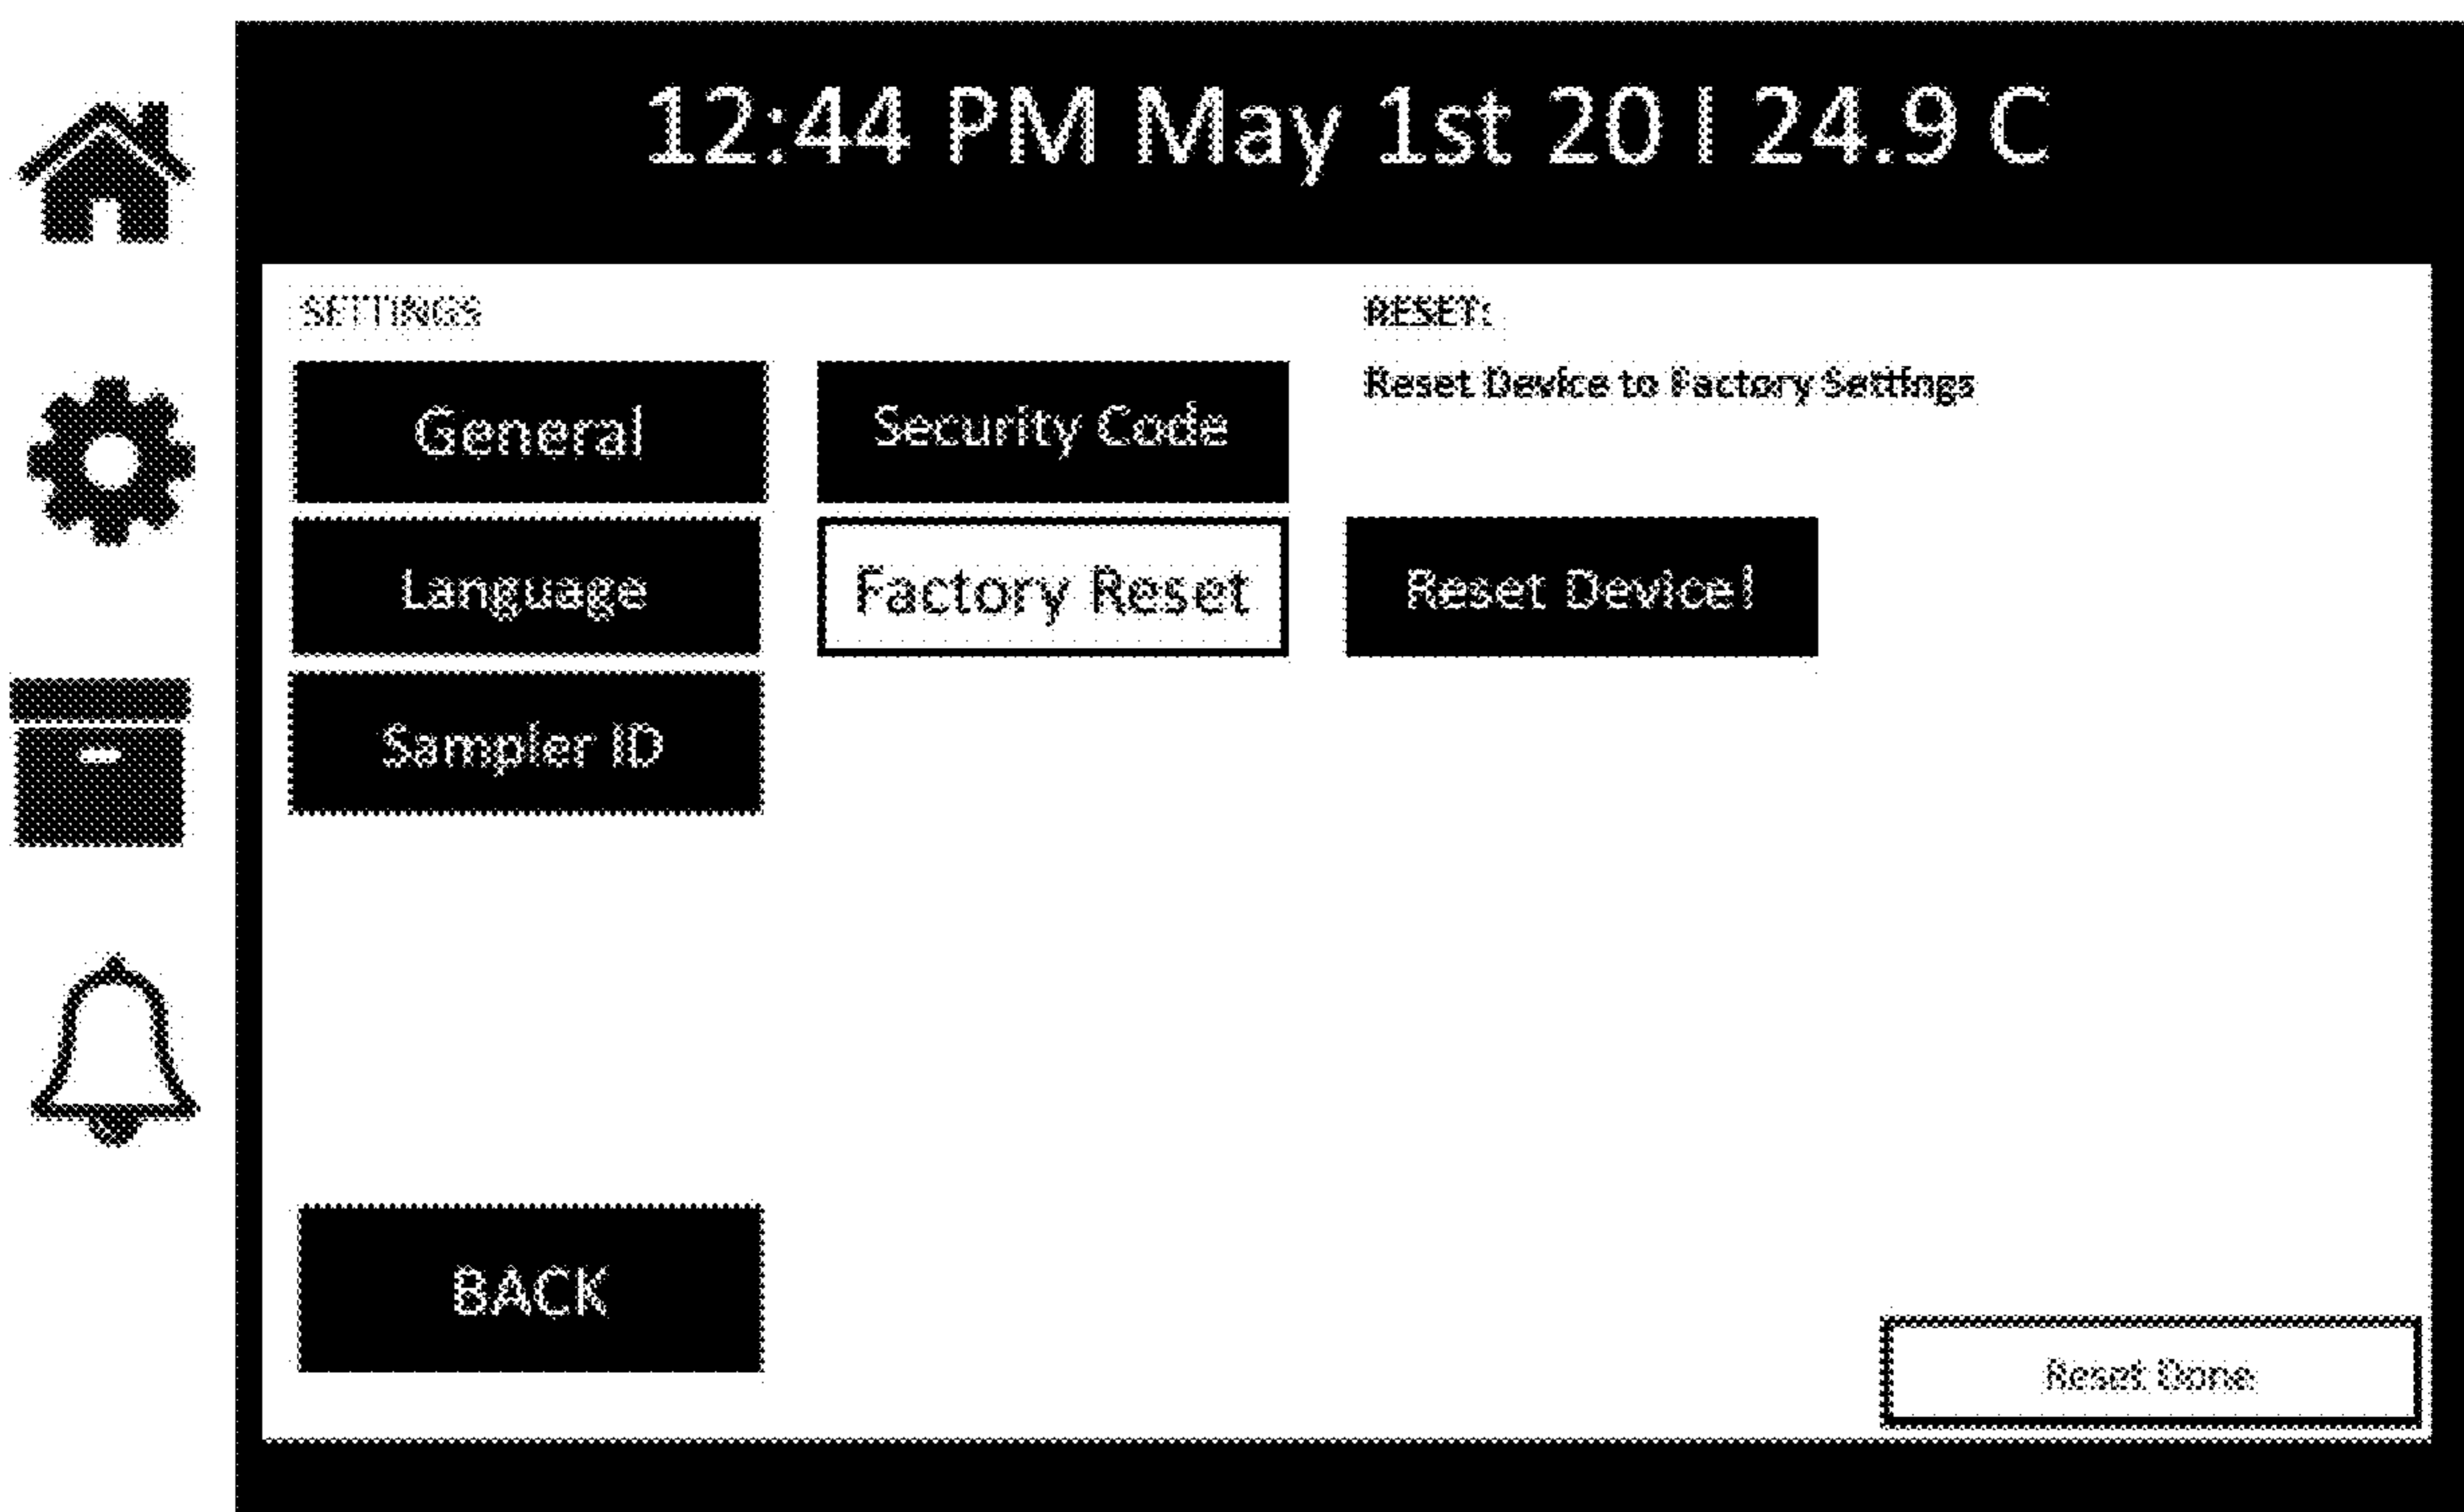 12:44 PM May 1st 20 I 24.9 C
SETTINGS
General
Security Code
Language
Factory Reset
Sampler ID
BACK
RESET:
Reset Device to Factory Settings
Reset Device!
Reset Done